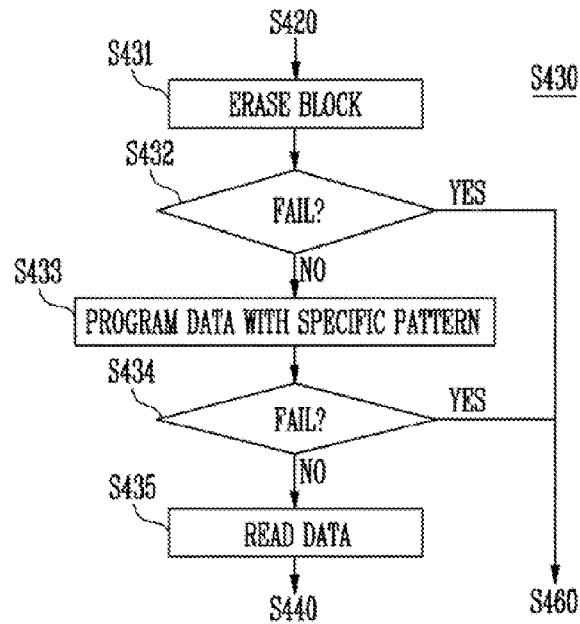 S420
S431
ERASE BLOCK
S430
S432
FAIL?
YES
NO
S433
PROGRAM DATA WITH SPECIFIC PATTERN
S434
FAIL?
YES
NO
S435
READ DATA
S440
S460